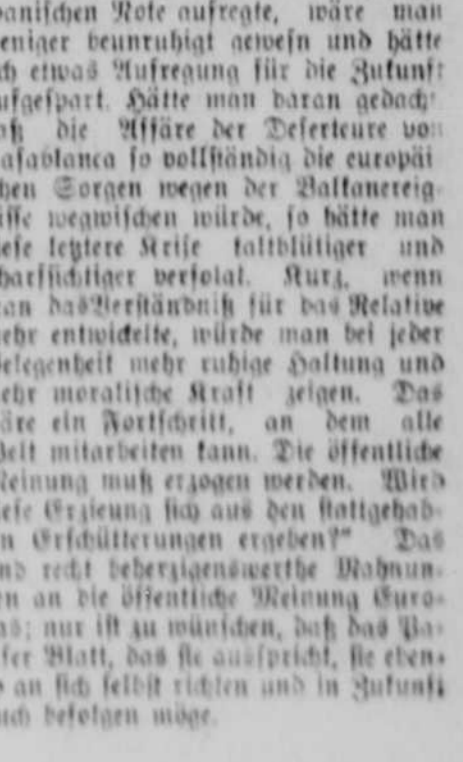 panischen Note aufregte, wäre man
eniger beunruhigt gewesn und hätte
ch etwas Aufregung für die Zukunft
ufgespart. Hätte man daran gedacht
aß die Affäre der Deserteure von
asablanca so vollständig die europäi
chen Sorgen wegen der Balkanereig-
isse wegwischen würde, so hätte man
iese letztere Krise kaltblütiger und
harfsichtiger verfolgt. Kurz, wenn
an das Verständniß für das Relative
ehr entwickelte, würde man bei jeder
elegenheit mehr ruhige Haltung und
ehr moralische Kraft zeigen. Das
äre ein Fortschritt, an dem alle
Welt mitarbeiten kann. Die öffentliche
Meinung muß erzogen werden. Wird
iese Erzieung sich aus den stattgehab-
n Erschütterungen ergeben?" Das
nd recht beherzigenswerthe Mahnun-
en an die öffentliche Meinung Euro-
as; nur ist zu wünschen, daß das Pa-
iser Blatt, das sie ausspricht, sie eben-
o an sich selbst richten und in Zukunft
uch befolgen möge.